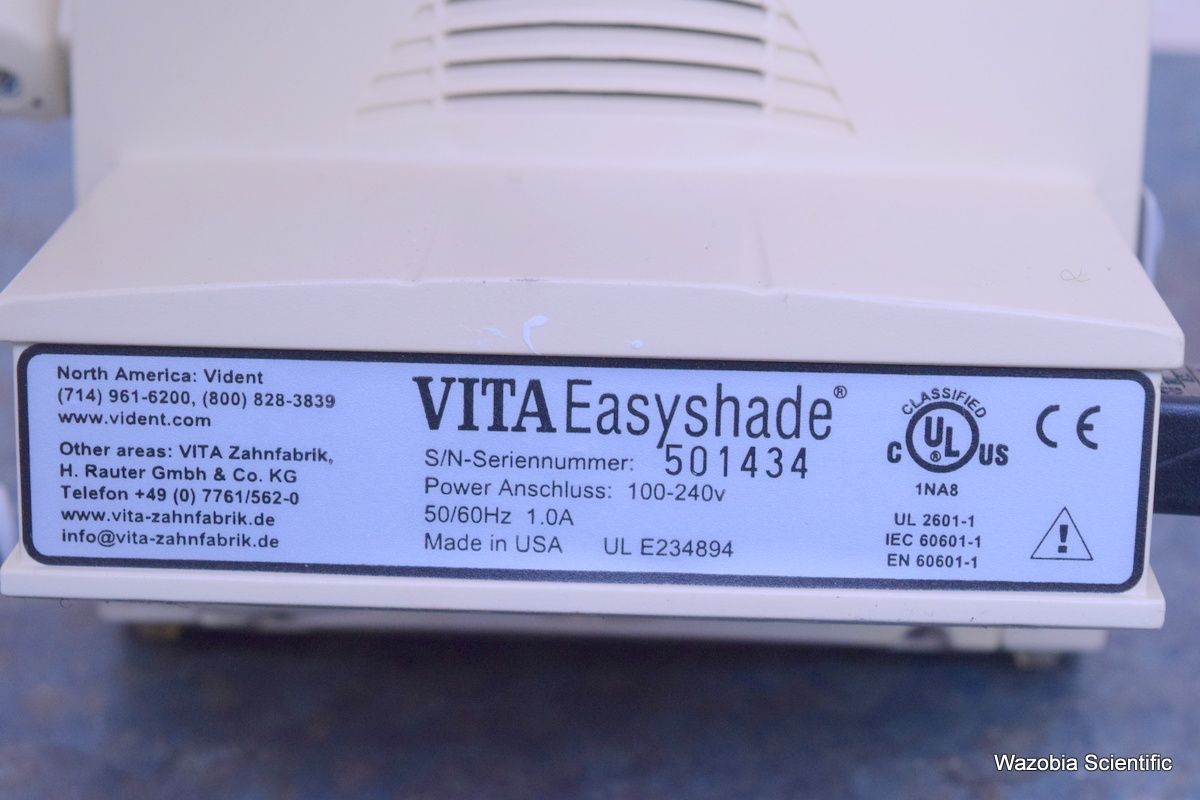 North America: Vident
(714) 961-6200, (800) 828-3839
www.vident.com
Other areas: VITA Zahnfabrik,
H. Rauter Gmbh & Co. KG
Telefon +49 (0) 7761/562-0
www.vita-zahnfabrik.de
info@vita-zahnfabrik.de
VITA Easyshade®
S/N-Seriennummer: 501434
Power Anschluss: 100-240v
50/60Hz 1.0A
Made in USA UL E234894
CLASSIFIED
C UL® US
1NA8
UL 2601-1
IEC 60601-1
EN 60601-1
CE
!
Wazobia Scientific